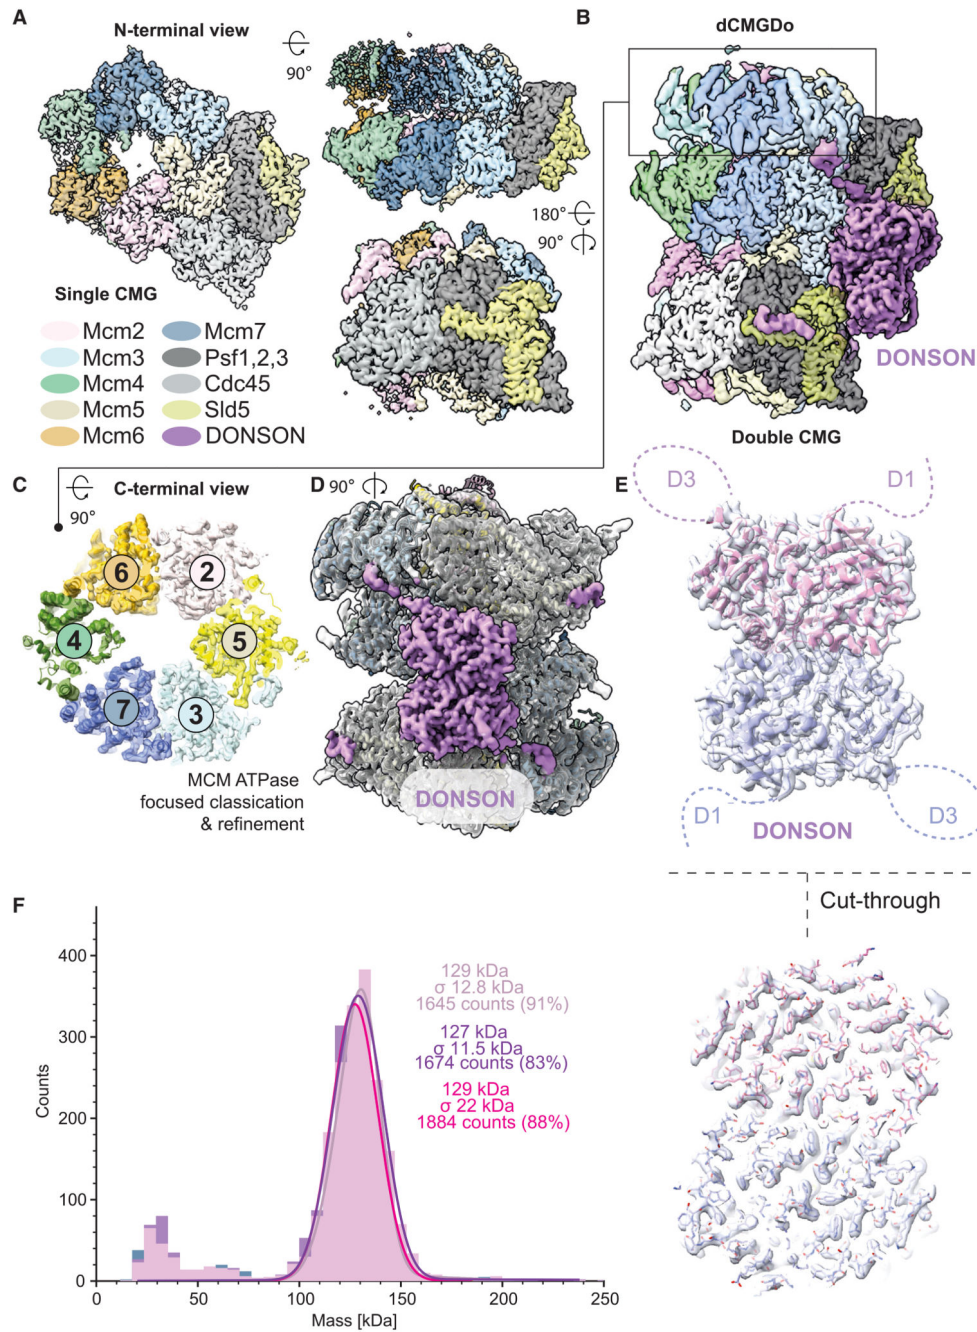 A
N-terminal view
90°
Single CMG
Mcm2
Mcm3
Mcm4
Mcm5
Mcm6
Mcm7
Psf1,2,3
Cdc45
Sld5
DONSON
180°
90°
B
dCMGDo
DONSON
Double CMG
C
90°
C-terminal view
6
2
4
5
7
3
MCM ATPase
focused classication
& refinement
D
90°
DONSON
E
D3
D1
D1
DONSON
D3
Cut-through
F
Counts
400
300
200
100
0
129 kDa
σ 12.8 kDa
1645 counts (91%)
127 kDa
σ 11.5 kDa
1674 counts (83%)
129 kDa
σ 22 kDa
1884 counts (88%)
0
50
100
150
200
250
Mass [kDa]